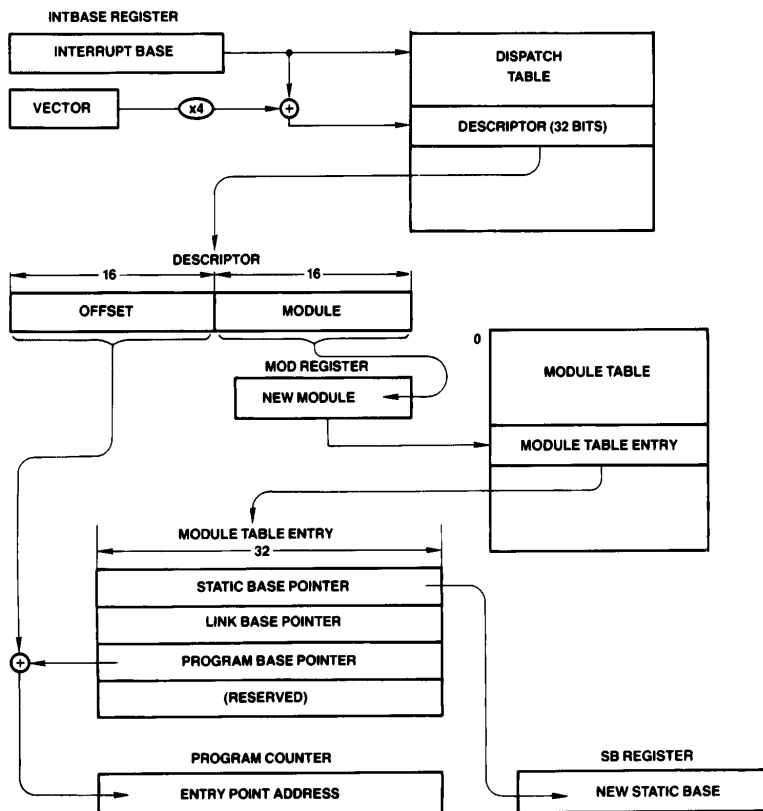 INTBASE REGISTER
INTERRUPT BASE
DISPATCH
TABLE
VECTOR
x4
+
DESCRIPTOR (32 BITS)
DESCRIPTOR
16
16
OFFSET
MODULE
0
MOD REGISTER
NEW MODULE
MODULE TABLE
MODULE TABLE ENTRY
MODULE TABLE ENTRY
32
STATIC BASE POINTER
LINK BASE POINTER
+
PROGRAM BASE POINTER
(RESERVED)
PROGRAM COUNTER
SB REGISTER
ENTRY POINT ADDRESS
NEW STATIC BASE